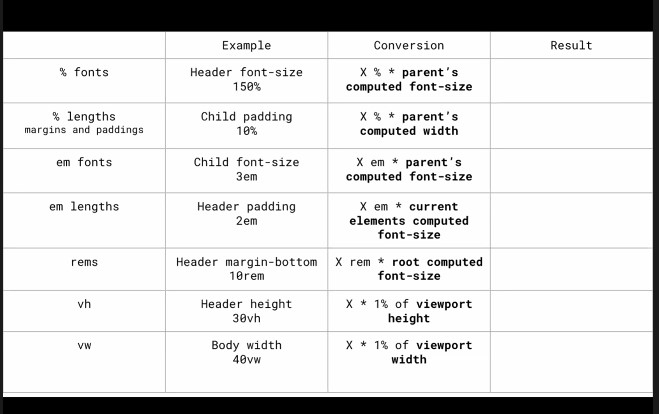 Example Conversion Result
% fonts
Header font-size
150%
X % * parent's
computed font-size
% lengths
margins and paddings
Child padding
10%
X % * parent's
computed width
em fonts
Child font-size
3em
X em * parent's
computed font-size
em lengths
Header padding
2em
X em * current
elements computed
font-size
rems
Header margin-bottom
10rem
X rem * root computed
font-size
vh
Header height
30vh
X * 1% of viewport
height
vw
Body width
40vw
X * 1% of viewport
width